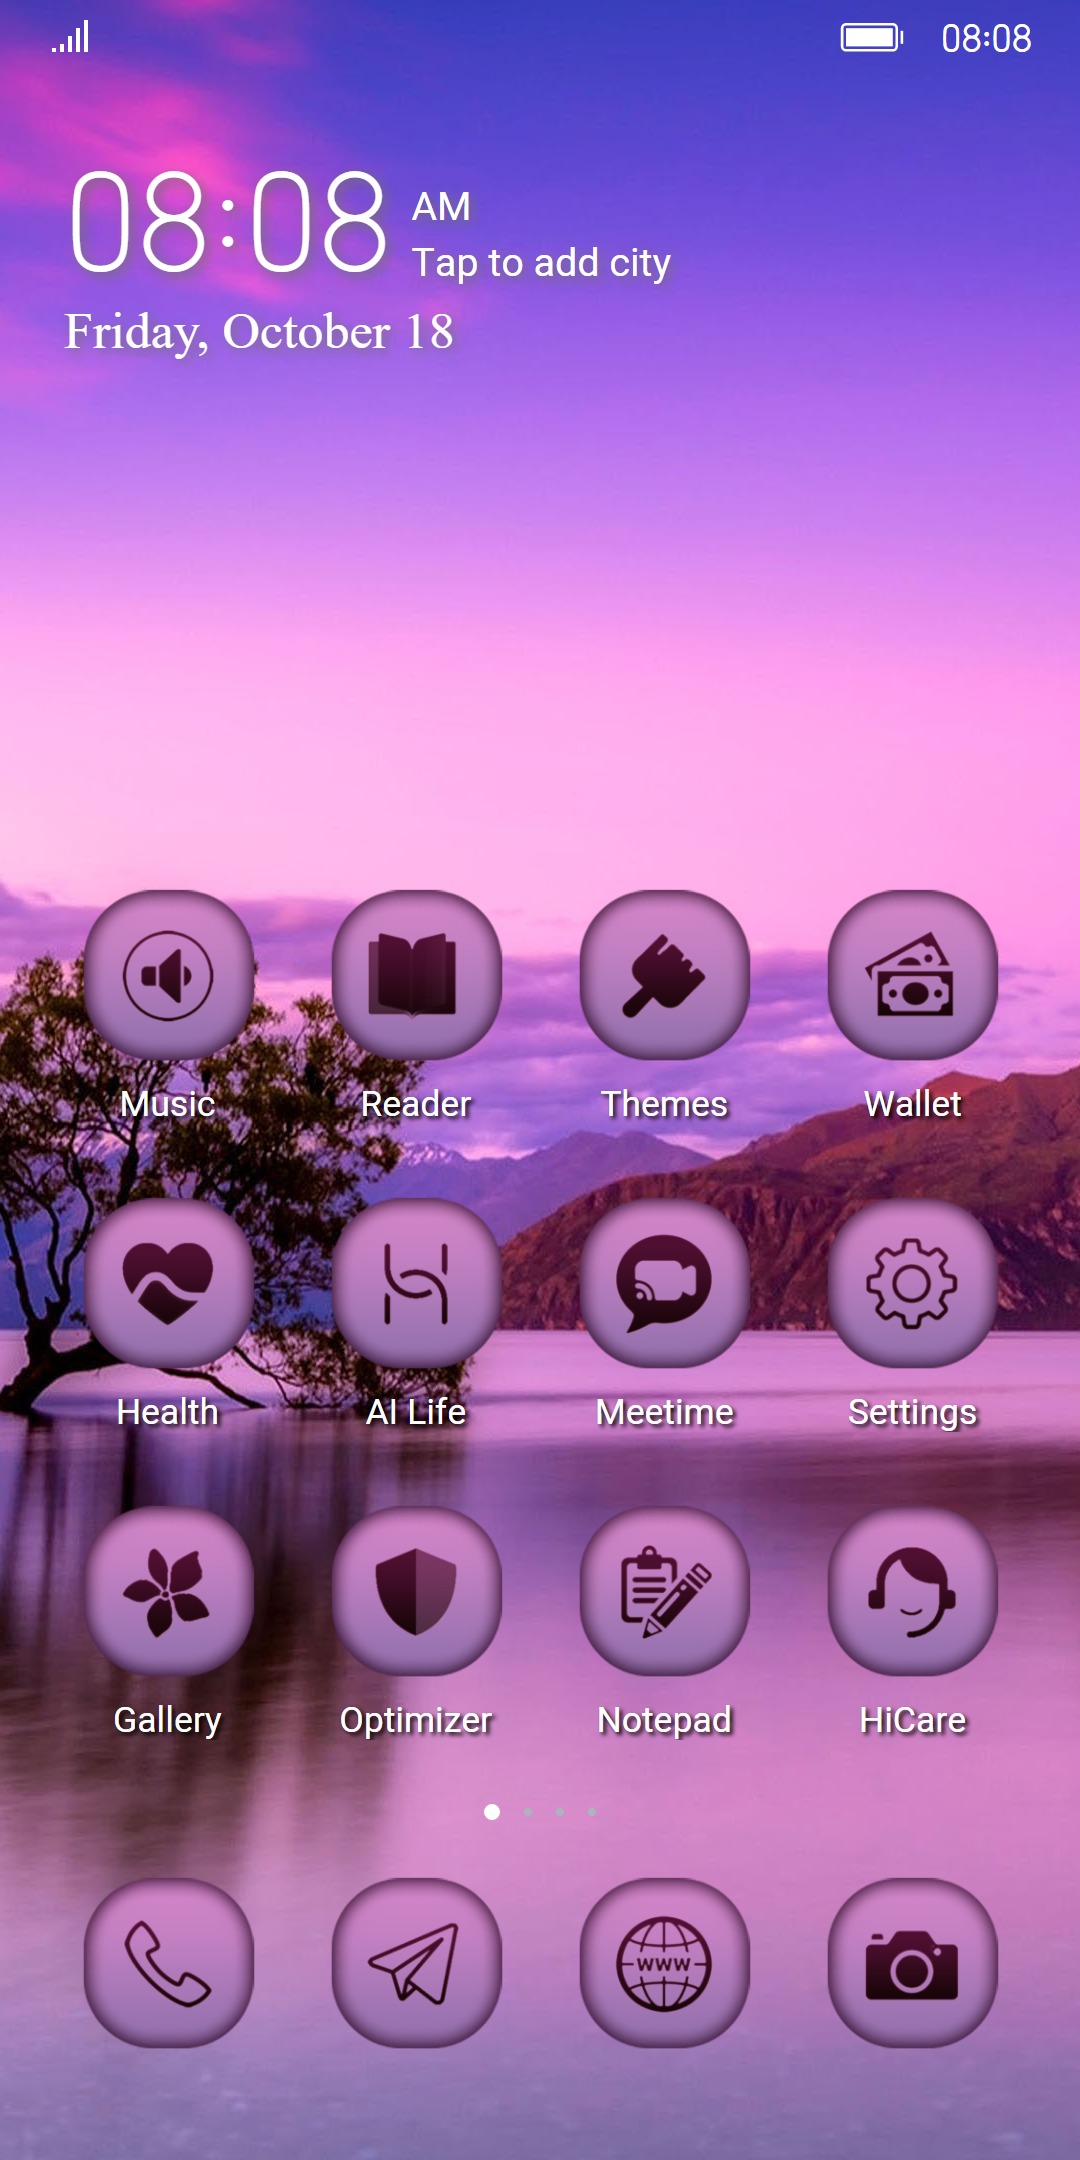 08:08
08:08 AM
Tap to add city
Friday, October 18
Music Reader Themes Wallet
Health AI Life Meetime Settings
Gallery Optimizer Notepad HiCare
WWW